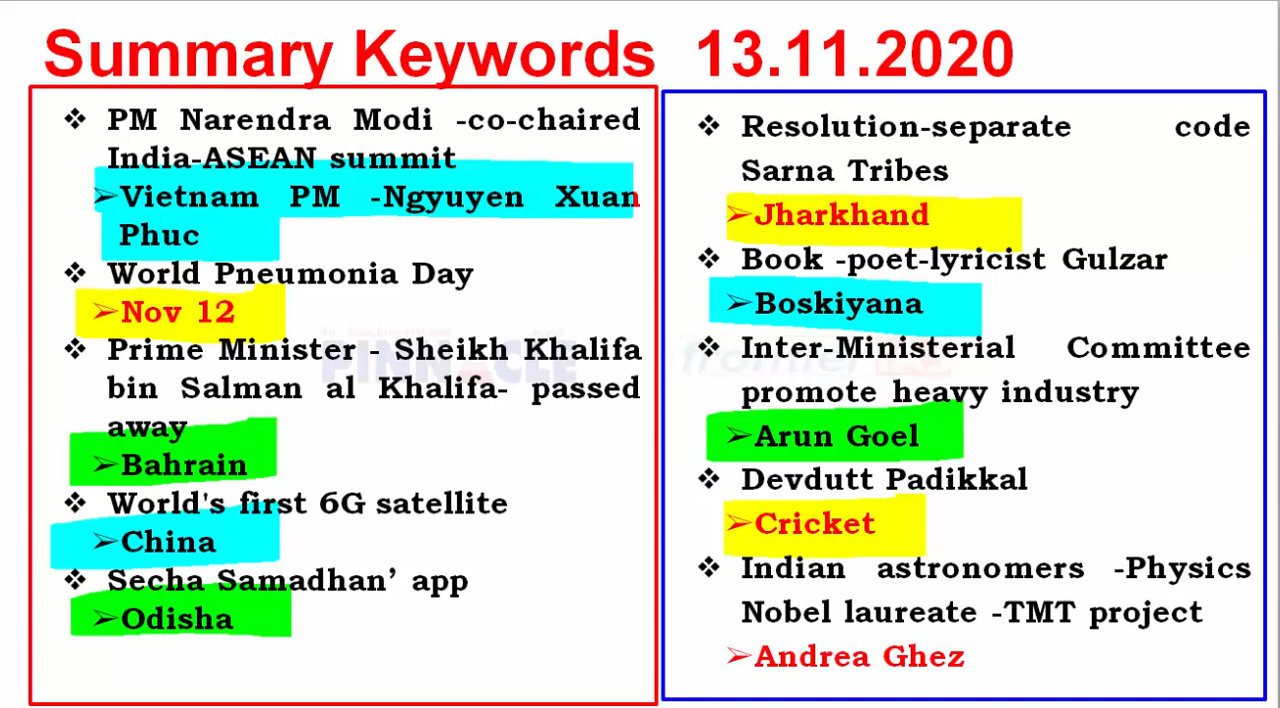 Summary Keywords 13.11.2020
❖ PM Narendra Modi -co-chaired
India-ASEAN summit
➢Vietnam PM -Ngyuyen Xuan
Phuc
❖ World Pneumonia Day
➢Nov 12
❖ Prime Minister - Sheikh Khalifa
bin Salman al Khalifa- passed
away
➢Bahrain
❖ World's first 6G satellite
➢China
❖ Secha Samadhan’ app
➢Odisha
❖ Resolution-separate code
Sarna Tribes
➢Jharkhand
❖ Book -poet-lyricist Gulzar
➢Boskiyana
❖ Inter-Ministerial Committee
promote heavy industry
➢Arun Goel
❖ Devdutt Padikkal
➢Cricket
❖ Indian astronomers -Physics
Nobel laureate -TMT project
➢Andrea Ghez
PINNACLE